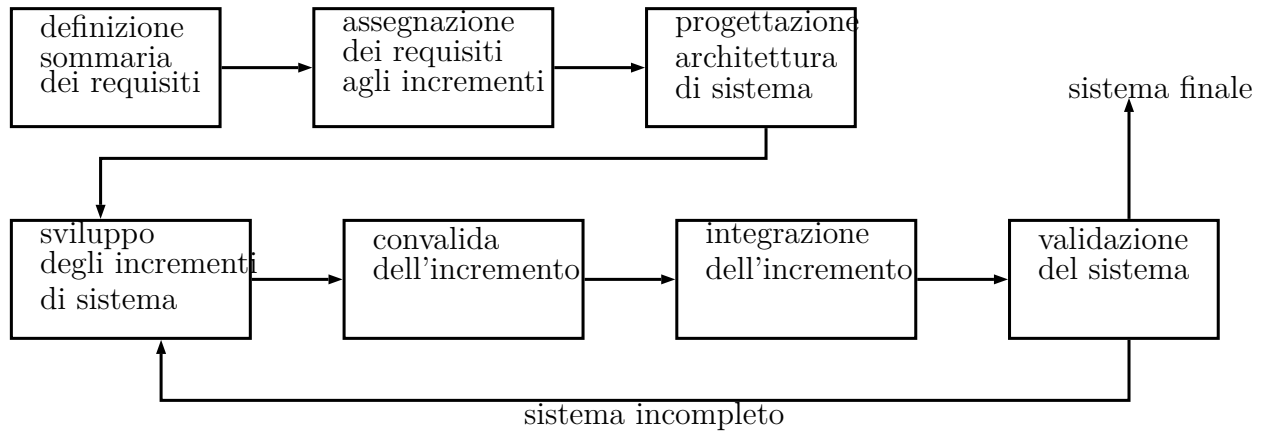 definizione
sommaria
dei requisiti
assegnazione
dei requisiti
agli incrementi
progettazione
architettura
di sistema
sistema finale
sviluppo
degli incrementi
di sistema
convalida
dell'incremento
integrazione
dell'incremento
validazione
del sistema
sistema incompleto